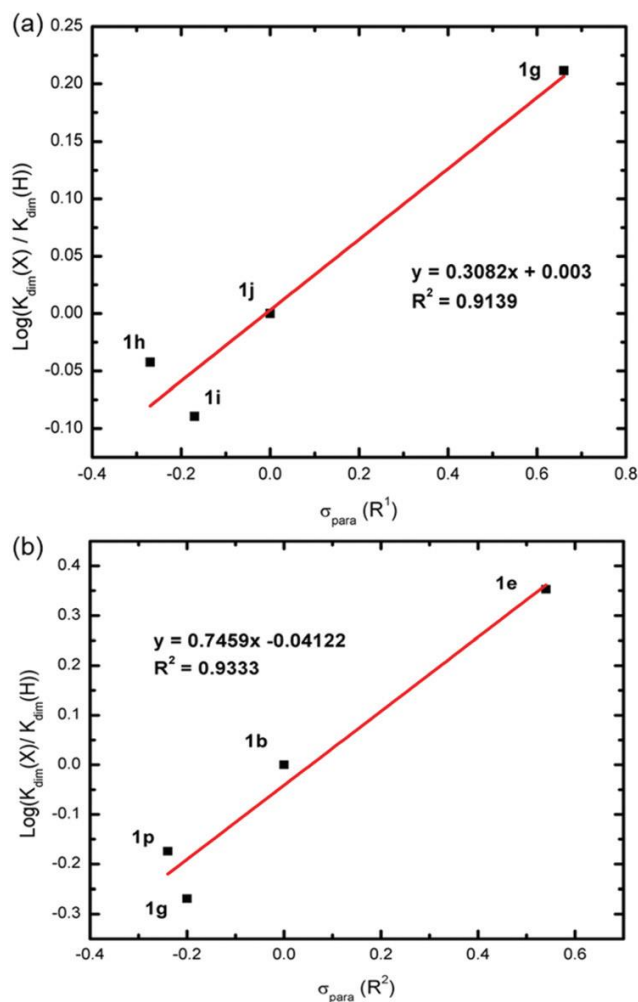 (a)
0.25
0.20
0.15
0.10
0.05
0.00
-0.05
-0.10
Log(K_dim(X) / K_dim(H))
1g
1j
1h
1i
y = 0.3082x + 0.003
R² = 0.9139
-0.4 -0.2 0.0 0.2 0.4 0.6 0.8
σ_para (R¹)
(b)
0.4
0.3
0.2
0.1
0.0
-0.1
-0.2
-0.3
Log(K_dim(X)/ K_dim(H))
1e
y = 0.7459x -0.04122
R² = 0.9333
1b
1p
1g
-0.4 -0.2 0.0 0.2 0.4 0.6
σ_para (R²)